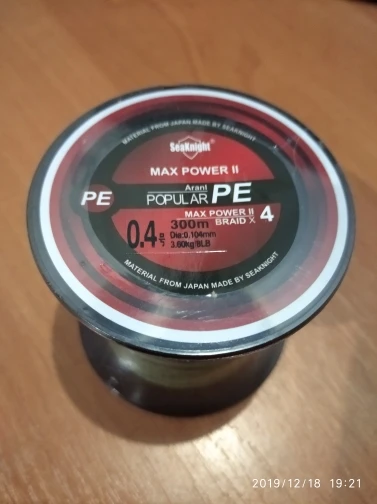 MATERIAL FROM JAPAN MADE BY SEAKNIGHT
SeaKnight
MAX POWER II
PE
Arani
POPULAR PE
MAX POWER II
BRAID X 4
0.4
300m
Dia:0.104mm
3.60kg/8LB
MATERIAL FROM JAPAN MADE BY SEAKNIGHT
2019/12/18 19:21